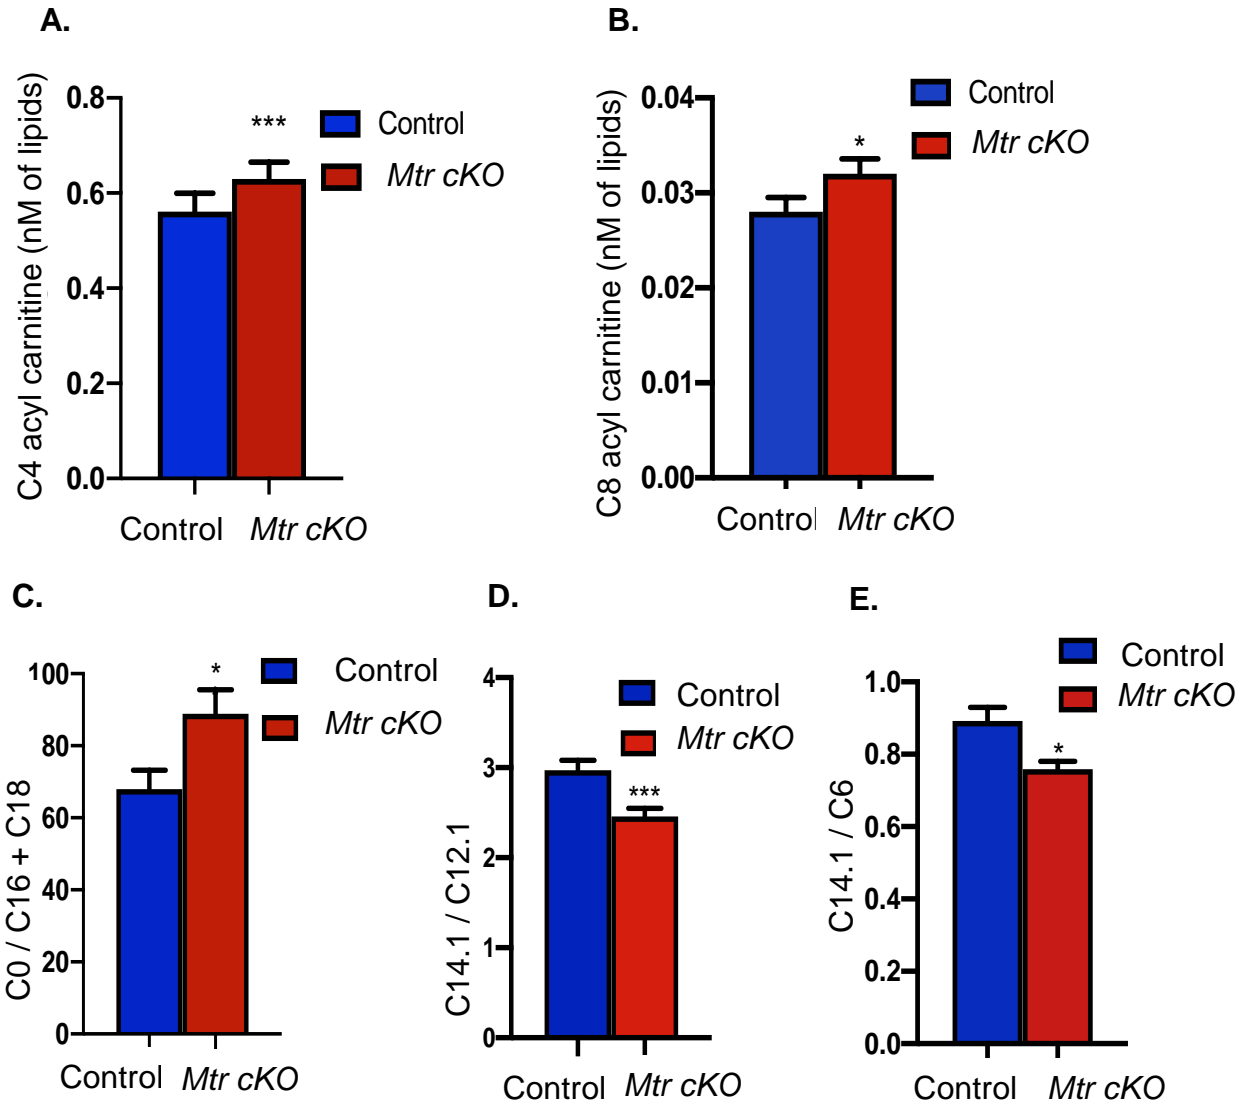 A.
C4 acyl carnitine (nM of lipids)
0.8
0.6
0.4
0.2
0.0
***
Control
Mtr cKO
Control Mtr cKO
B.
C8 acyl carnitine (nM of lipids)
0.04
0.03
0.02
0.01
0.00
*
Control
Mtr cKO
Control Mtr cKO
C.
C0 / C16 + C18
100
80
60
40
20
0
*
Control
Mtr cKO
Control Mtr cKO
D.
C14.1 / C12.1
4
3
2
1
0
***
Control
Mtr cKO
Control Mtr cKO
E.
C14.1 / C6
1.0
0.8
0.6
0.4
0.2
0.0
*
Control
Mtr cKO
Control Mtr cKO